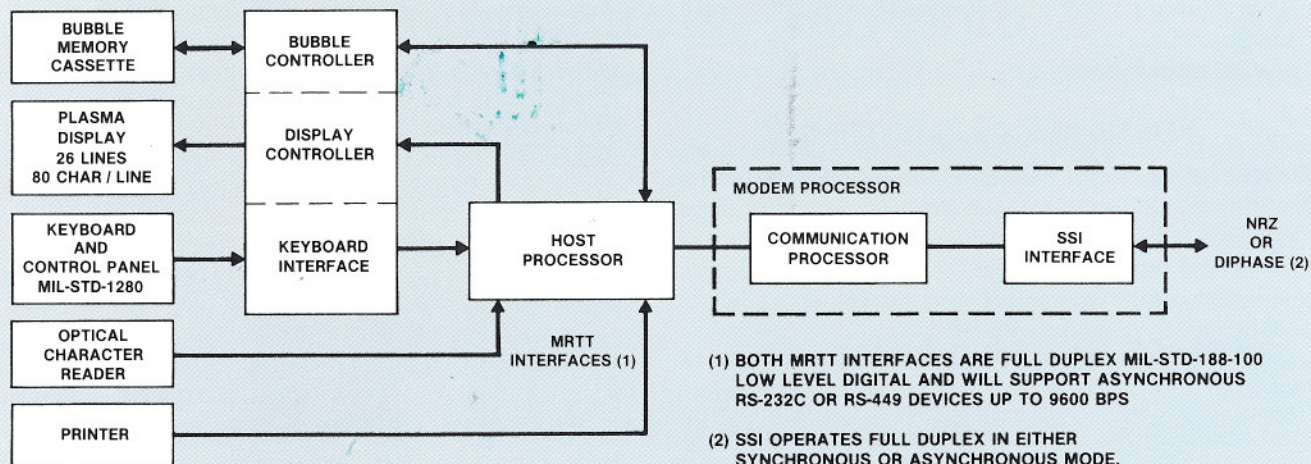 BUBBLE
MEMORY
CASSETTE
BUBBLE
CONTROLLER
PLASMA
DISPLAY
26 LINES
80 CHAR / LINE
DISPLAY
CONTROLLER
KEYBOARD
AND
CONTROL PANEL
MIL-STD-1280
KEYBOARD
INTERFACE
HOST
PROCESSOR
MODEM PROCESSOR
COMMUNICATION
PROCESSOR
SSI
INTERFACE
NRZ
OR
DIPHASE (2)
OPTICAL
CHARACTER
READER
MRTT
INTERFACES (1)
PRINTER
(1) BOTH MRTT INTERFACES ARE FULL DUPLEX MIL-STD-188-100
LOW LEVEL DIGITAL AND WILL SUPPORT ASYNCHRONOUS
RS-232C OR RS-449 DEVICES UP TO 9600 BPS
(2) SSI OPERATES FULL DUPLEX IN EITHER
SYNCHRONOUS OR ASYNCHRONOUS MODE.